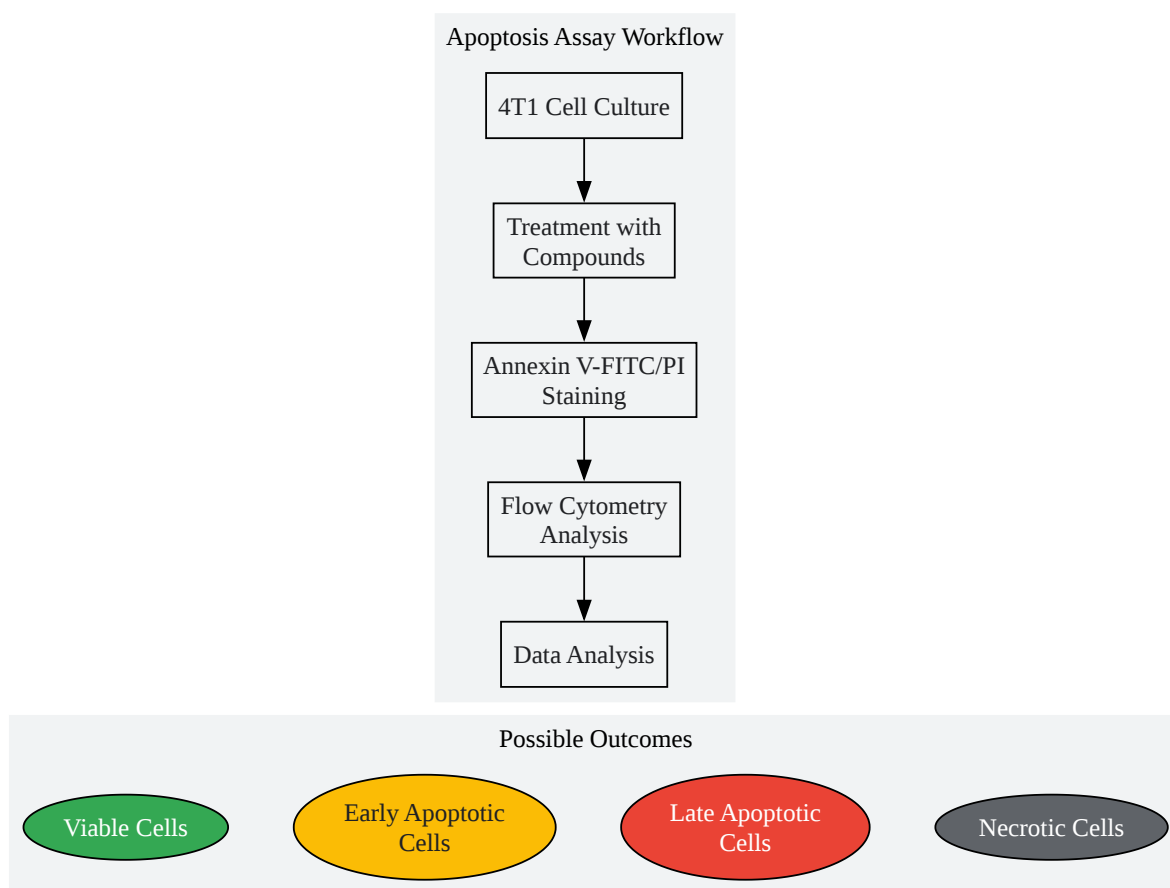 Apoptosis Assay Workflow
4T1 Cell Culture
Treatment with
Compounds
Annexin V-FITC/PI
Staining
Flow Cytometry
Analysis
Data Analysis
Possible Outcomes
Viable Cells
Early Apoptotic
Cells
Late Apoptotic
Cells
Necrotic Cells